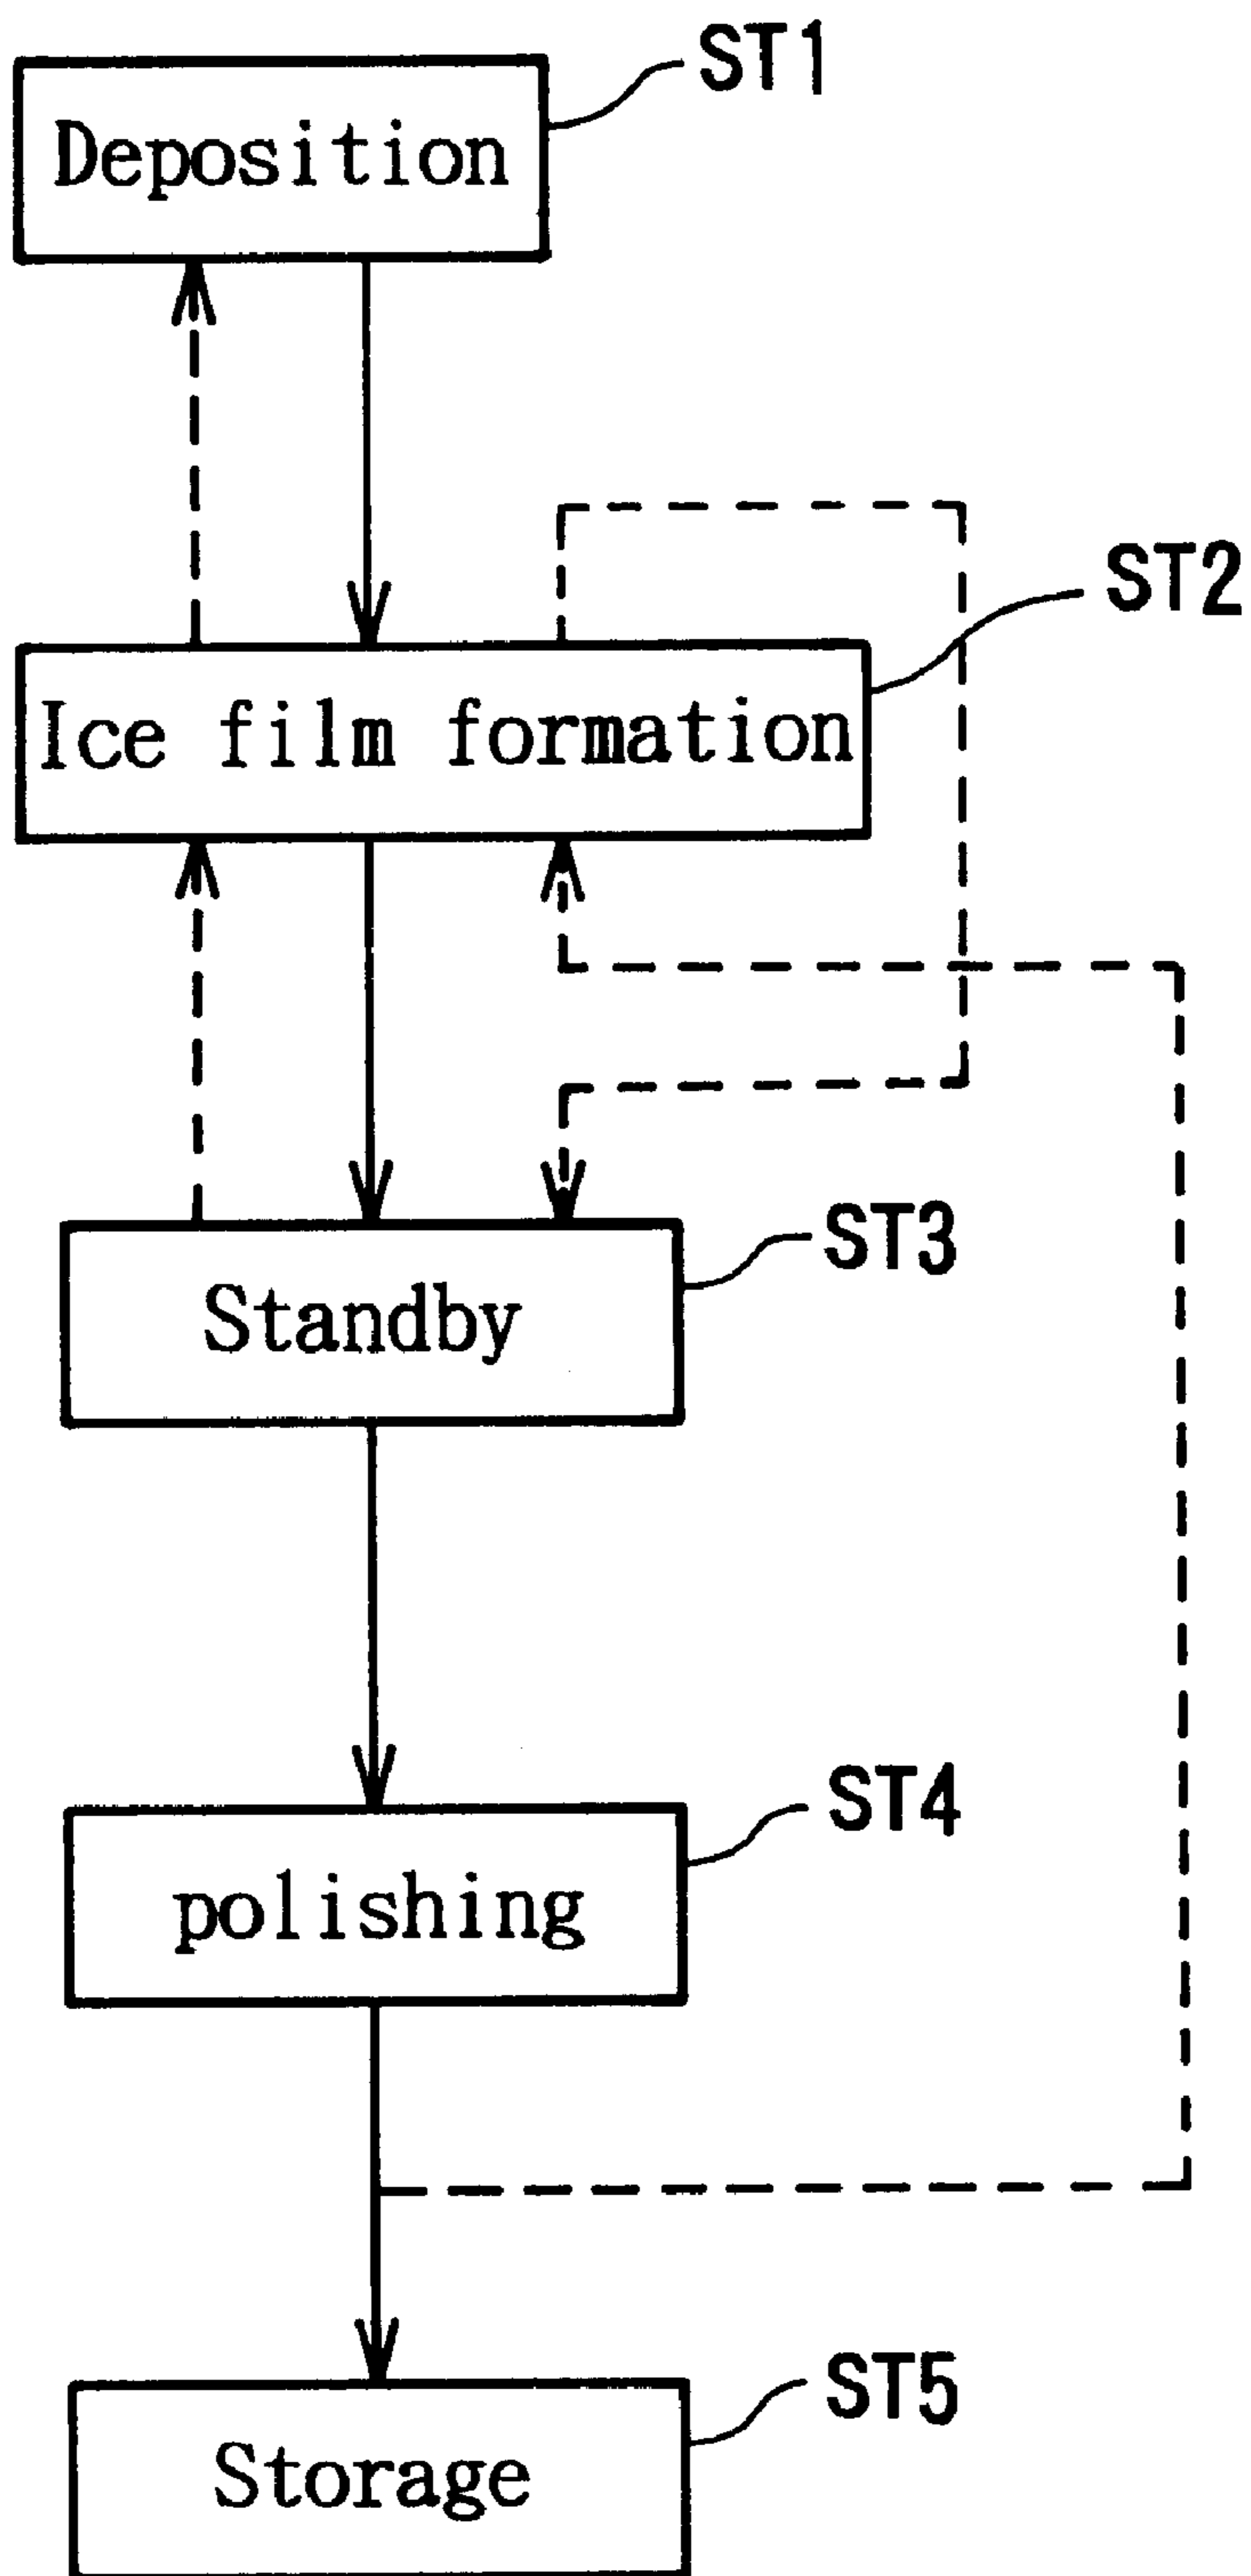 ST1
Deposition
ST2
Ice film formation
ST3
Standby
ST4
polishing
ST5
Storage